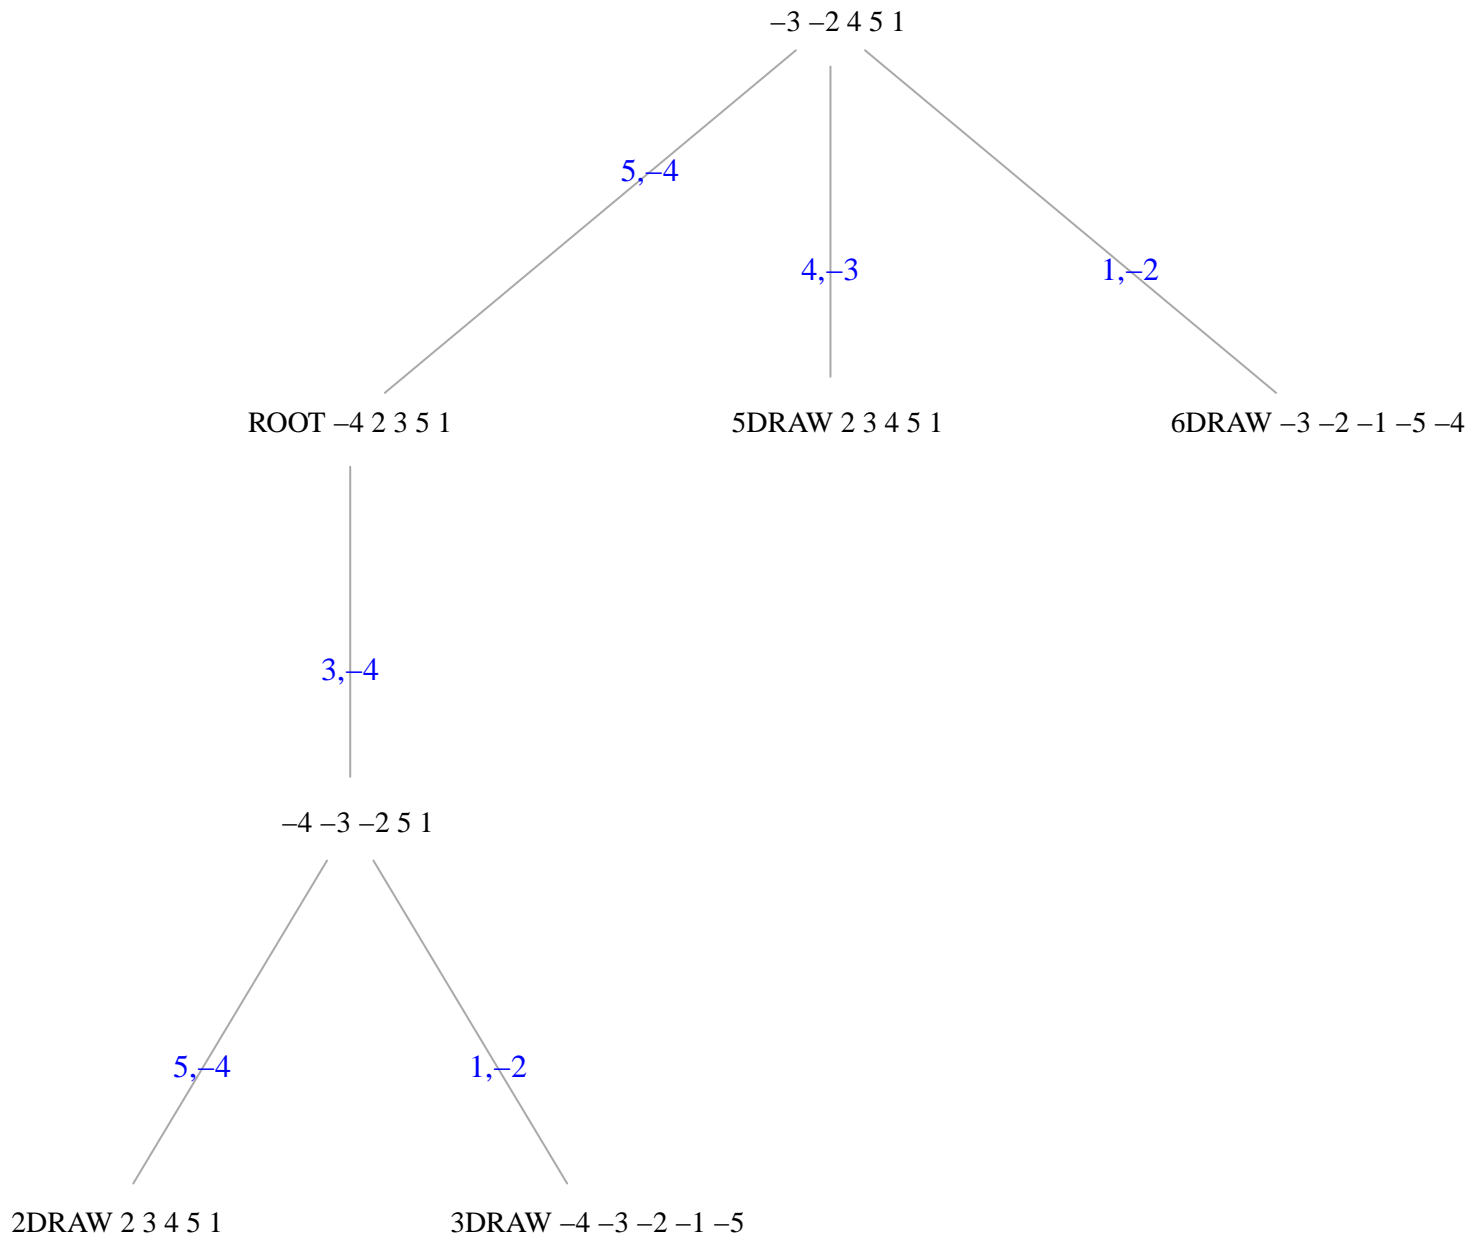 –3 –2 4 5 1
5,–4
4,–3
1,–2
ROOT –4 2 3 5 1
5DRAW 2 3 4 5 1
6DRAW –3 –2 –1 –5 –4
3,–4
–4 –3 –2 5 1
5,–4
1,–2
2DRAW 2 3 4 5 1
3DRAW –4 –3 –2 –1 –5